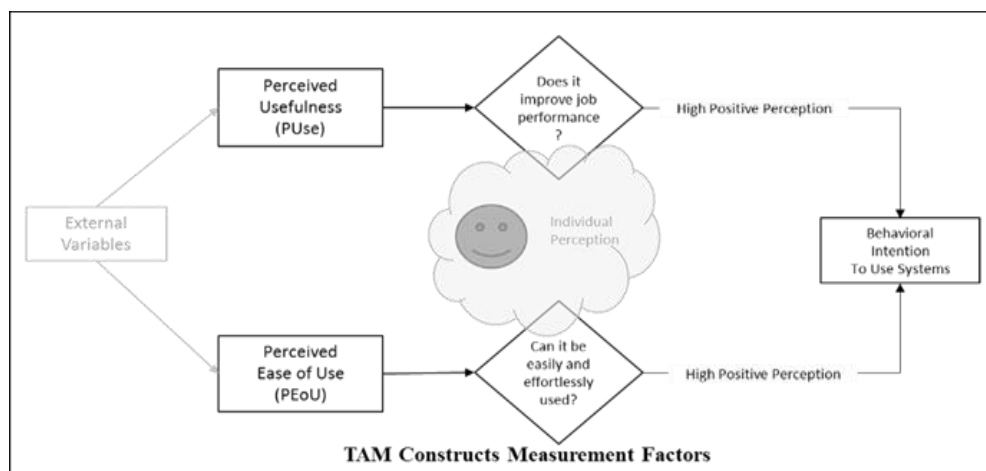 Perceived
Usefulness
(PUse)
Does it
improve job
performance
?
High Positive Perception
External
Variables
Individual
Perception
Behavioral
Intention
To Use Systems
Perceived
Ease of Use
(PEoU)
Can it be
easily and
effortlessly
used?
High Positive Perception
TAM Constructs Measurement Factors